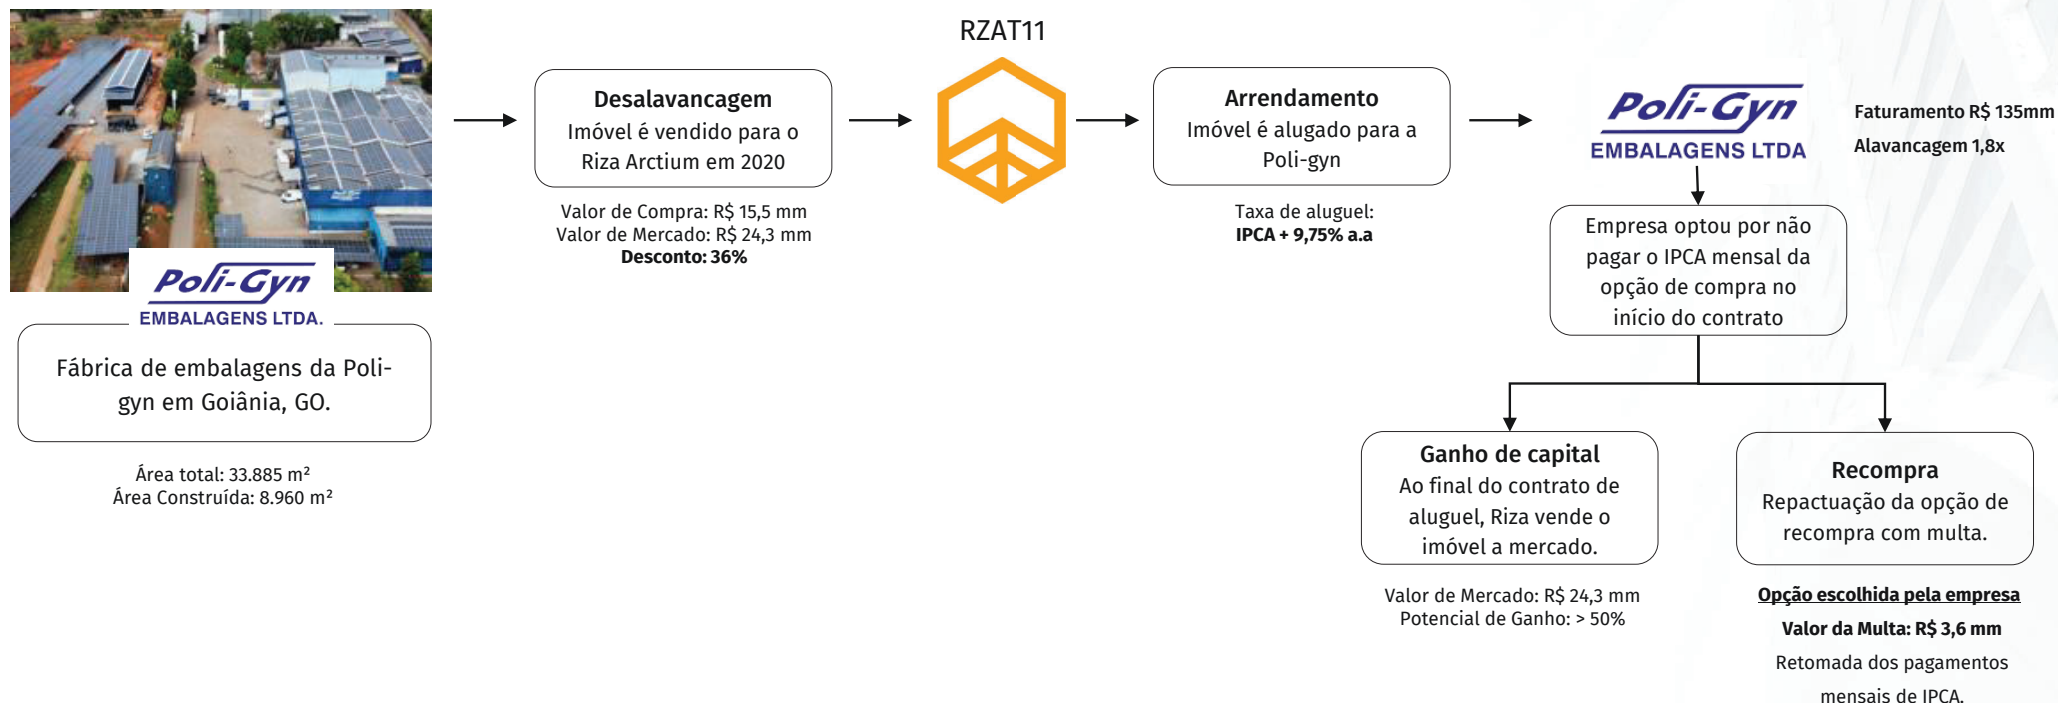 RZAT11
Poli-Gyn
EMBALAGENS LTDA.
Fábrica de embalagens da Poli-
gyn em Goiânia, GO.
Área total: 33.885 m²
Área Construída: 8.960 m²
Desalavancagem
Imóvel é vendido para o
Riza Arctium em 2020
Valor de Compra: R$ 15,5 mm
Valor de Mercado: R$ 24,3 mm
Desconto: 36%
Arrendamento
Imóvel é alugado para a
Poli-gyn
Taxa de aluguel:
IPCA + 9,75% a.a
Poli-Gyn
EMBALAGENS LTDA
Faturamento R$ 135mm
Alavancagem 1,8x
Empresa optou por não
pagar o IPCA mensal da
opção de compra no
início do contrato
Ganho de capital
Ao final do contrato de
aluguel, Riza vende o
imóvel a mercado.
Valor de Mercado: R$ 24,3 mm
Potencial de Ganho: > 50%
Recompra
Repactuação da opção de
recompra com multa.
Opção escolhida pela empresa
Valor da Multa: R$ 3,6 mm
Retomada dos pagamentos
mensais de IPCA.